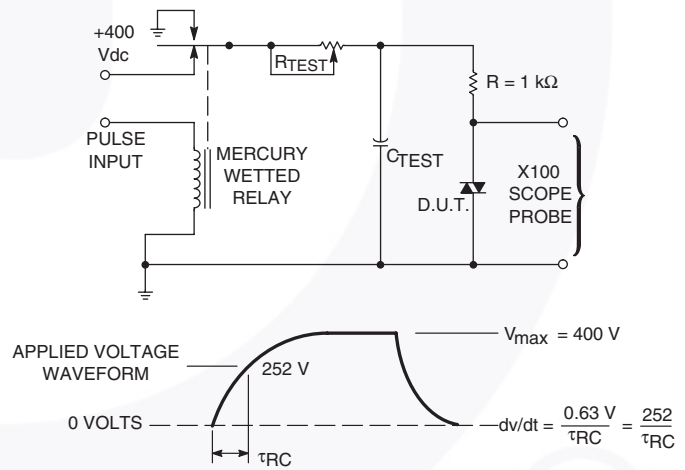 +400
Vdc
RTEST
R = 1 kΩ
PULSE
INPUT
MERCURY
WETTED
RELAY
CTEST
D.U.T.
X100
SCOPE
PROBE
APPLIED VOLTAGE
WAVEFORM
Vmax = 400 V
252 V
0 VOLTS
dv/dt = 0.63 V / τRC = 252 / τRC
τRC